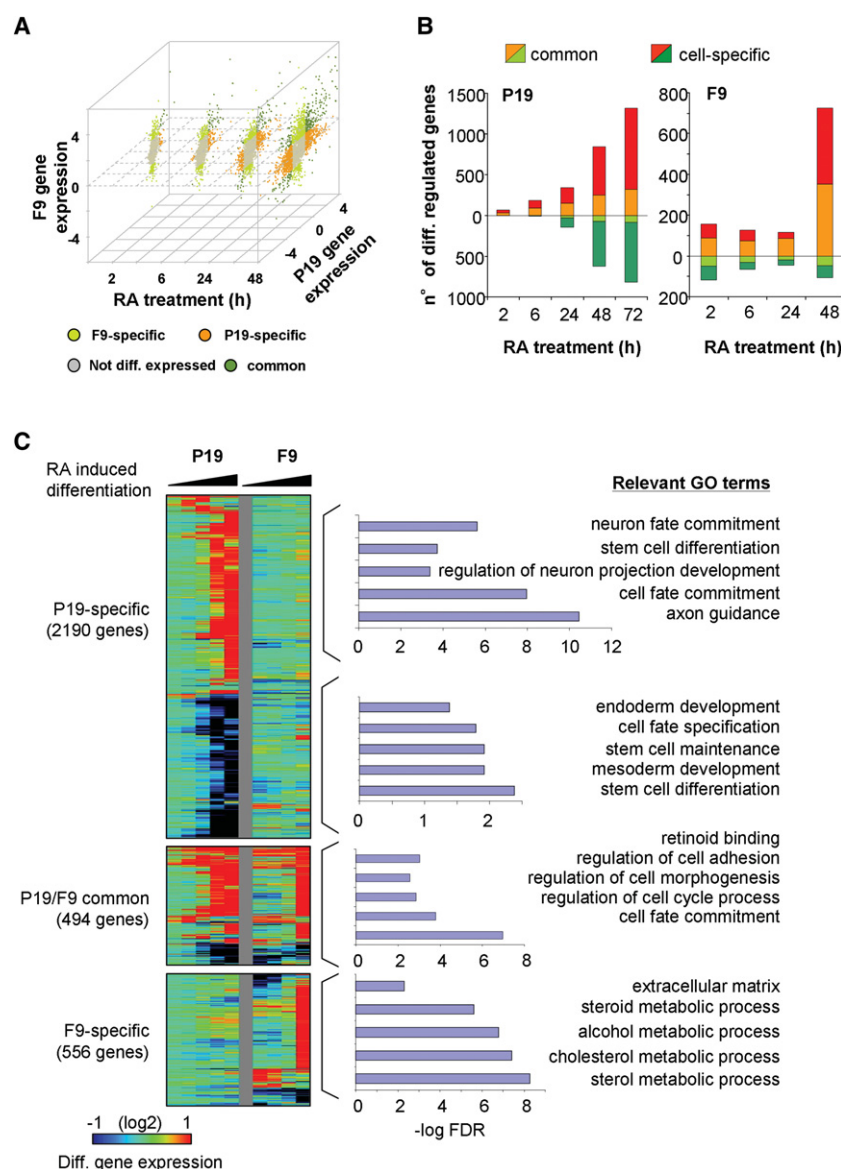 A
F9 gene
expression
4
0
-4
2
6
24
48
RA treatment (h)
-4
0
4
P19 gene
expression
F9-specific
P19-specific
Not diff. expressed
common
B
common
cell-specific
P19
n° of diff. regulated genes
1500
1000
500
0
500
1000
2
6
24
48
72
RA treatment (h)
F9
800
600
400
200
0
200
2
6
24
48
RA treatment (h)
C
RA induced
differentiation
P19
F9
Relevant GO terms
P19-specific
(2190 genes)
neuron fate commitment
stem cell differentiation
regulation of neuron projection development
cell fate commitment
axon guidance
0 2 4 6 8 10 12
endoderm development
cell fate specification
stem cell maintenance
mesoderm development
stem cell differentiation
0 1 2
P19/F9 common
(494 genes)
retinoid binding
regulation of cell adhesion
regulation of cell morphogenesis
regulation of cell cycle process
cell fate commitment
0 2 4 6 8
F9-specific
(556 genes)
extracellular matrix
steroid metabolic process
alcohol metabolic process
cholesterol metabolic process
sterol metabolic process
0 2 4 6 8
-log FDR
-1 (log2) 1
Diff. gene expression